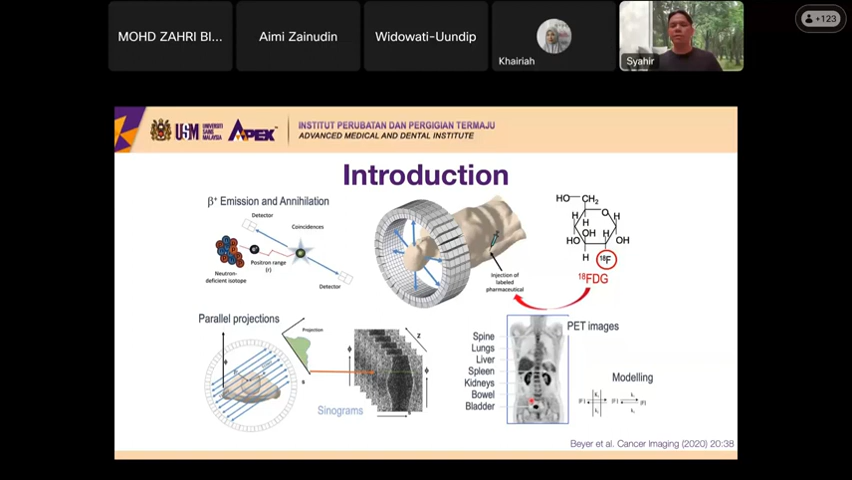 MOHD ZAHRI BI...
Aimi Zainudin
Widowati-Uundip
Khairiah
Syahir
+123
USM
UNIVERSITI
SAINS
MALAYSIA
APEX
INSTITUT PERUBATAN DAN PERGIGIAN TERMAJU
ADVANCED MEDICAL AND DENTAL INSTITUTE
Introduction
β+ Emission and Annihilation
Detector
Coincidences
Positron range
(r)
Neutron-
deficient isotope
Detector
Injection of
labeled
pharmaceutical
HO
CH2
O
H
H
H
OH
H
HO
OH
H
18F
18FDG
Parallel projections
Projection
s
Φ
Z
Φ
Sinograms
PET images
Spine
Lungs
Liver
Spleen
Kidneys
Bowel
Bladder
Modelling
Beyer et al. Cancer Imaging (2020) 20:38